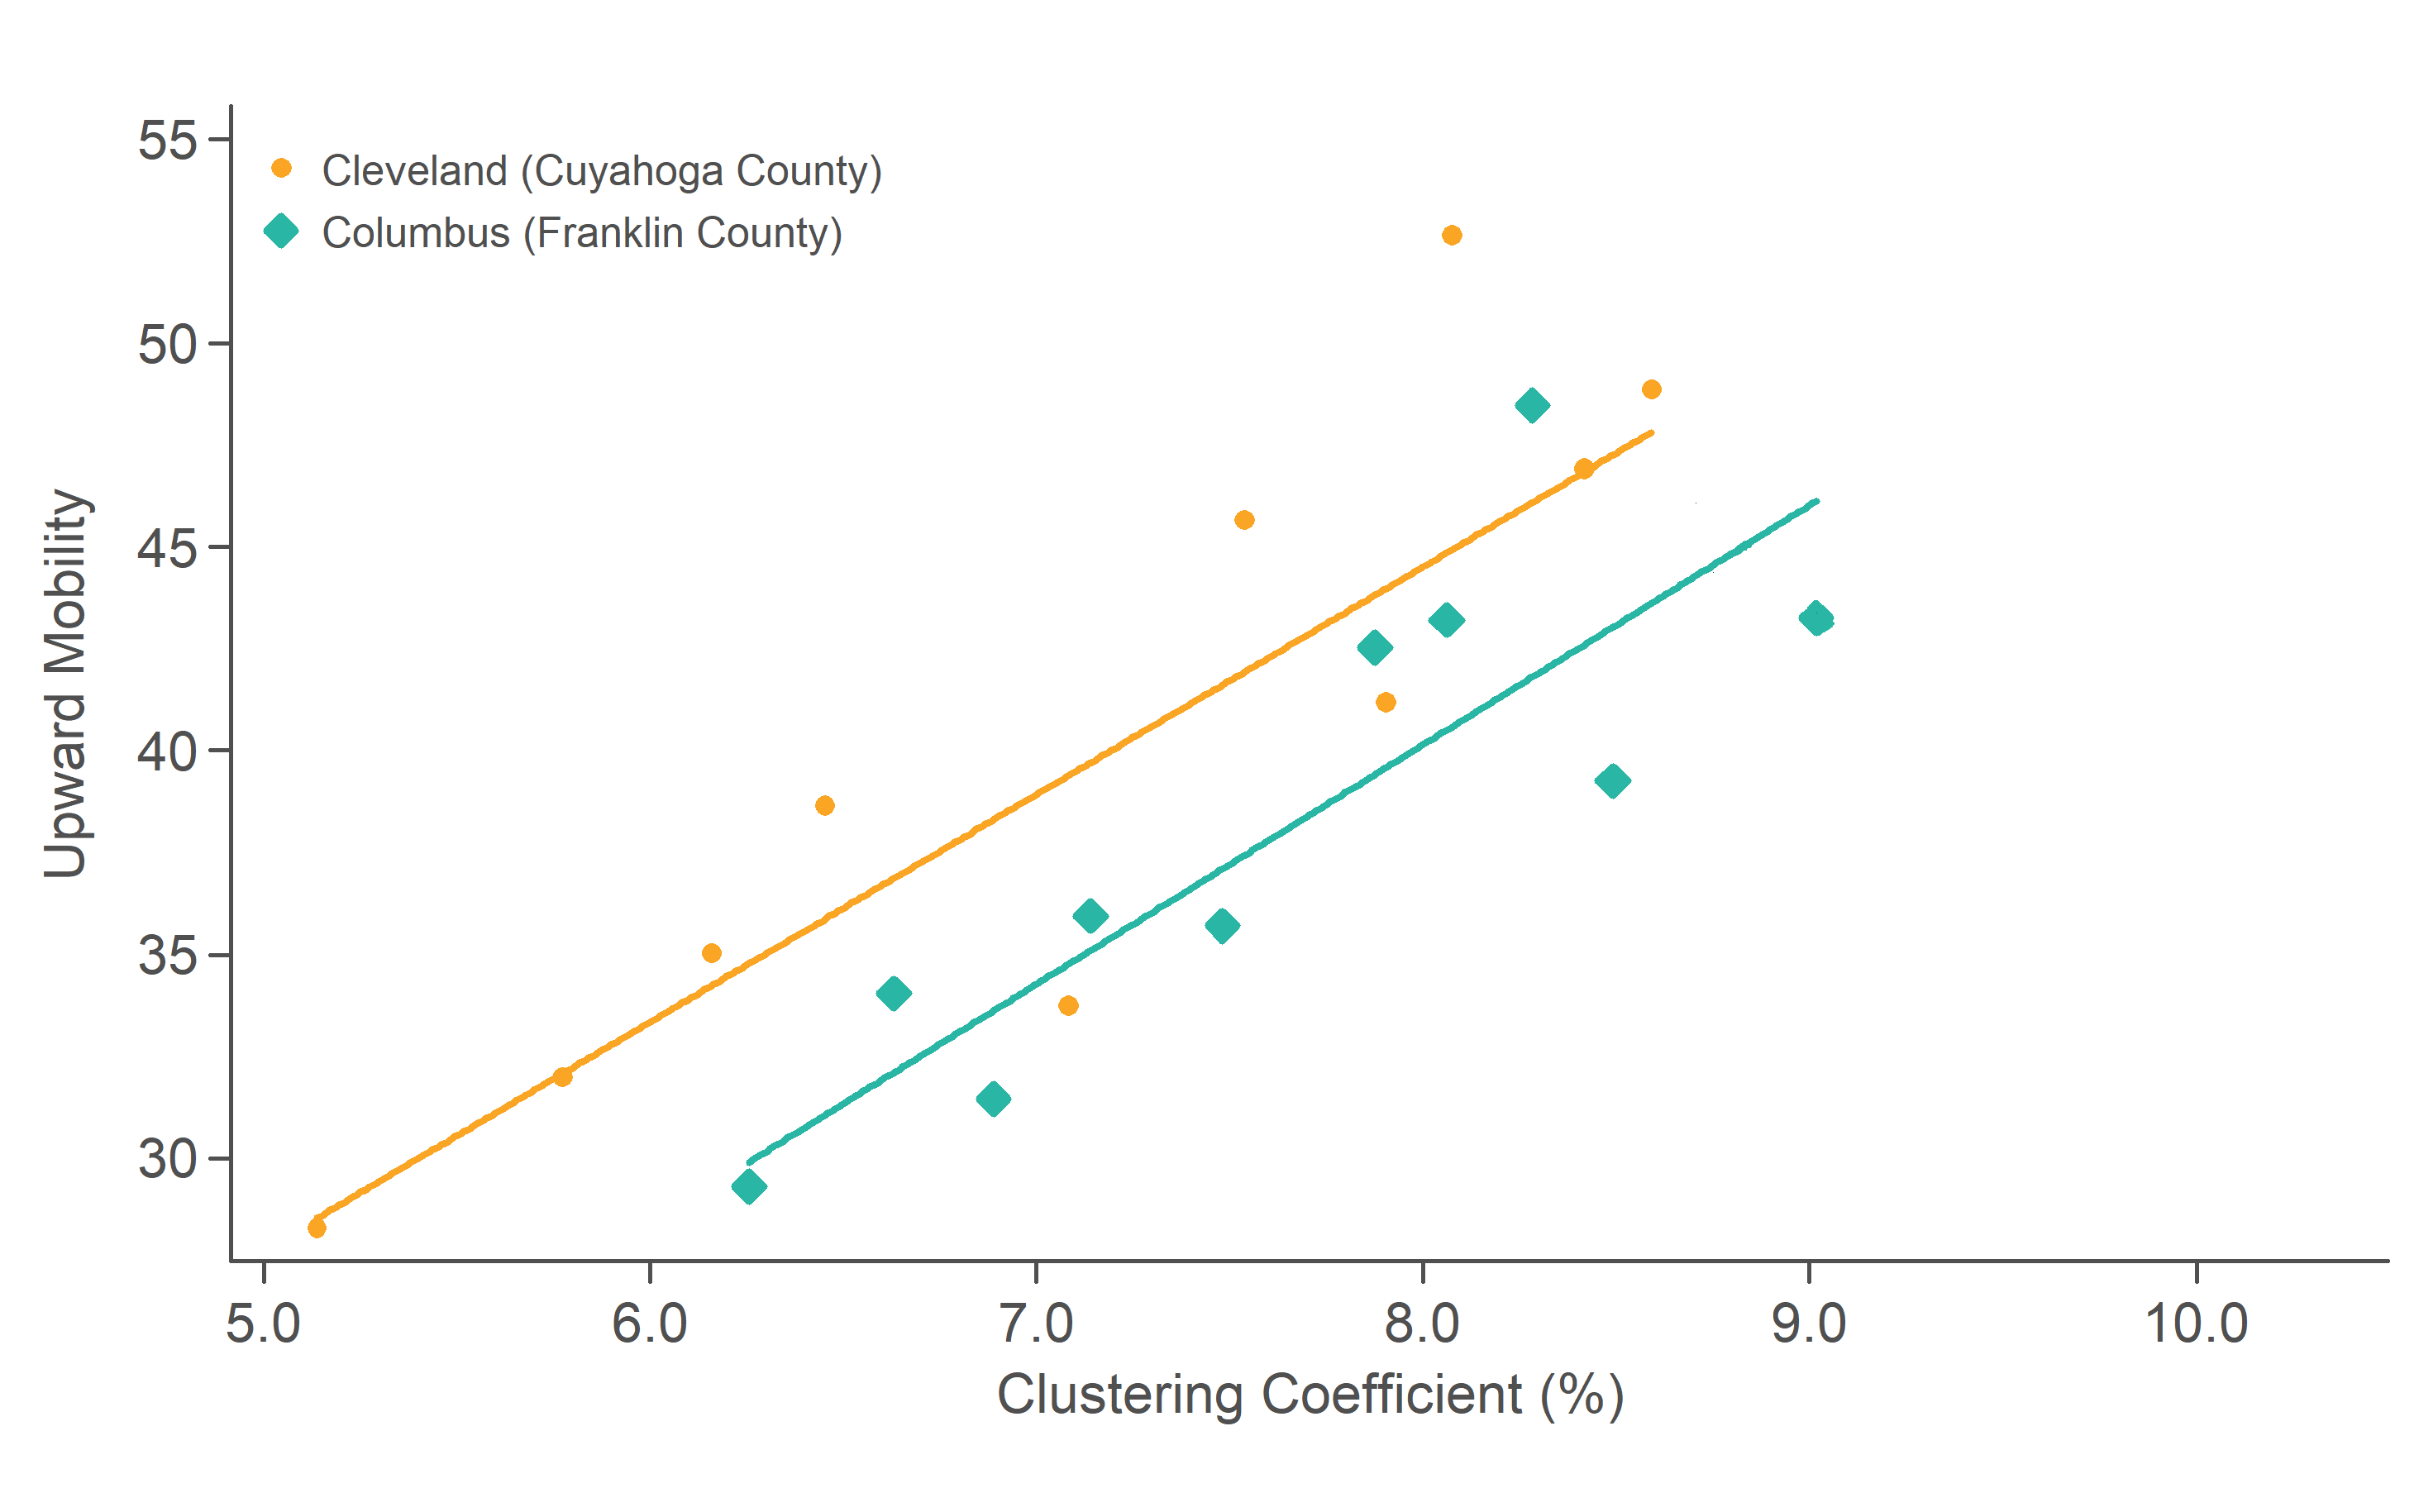 55
Cleveland (Cuyahoga County)
Columbus (Franklin County)
50
45
40
35
30
Upward Mobility
5.0 6.0 7.0 8.0 9.0 10.0
Clustering Coefficient (%)